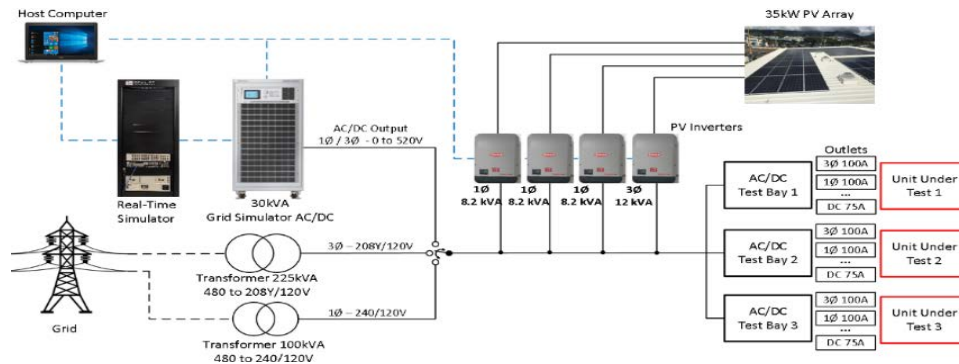 Host Computer
35kW PV Array
AC/DC Output
1Ø / 3Ø - 0 to 520V
PV Inverters
Real-Time
Simulator
30kVA
Grid Simulator AC/DC
1Ø
8.2 kVA
1Ø
8.2 kVA
1Ø
8.2 kVA
3Ø
12 kVA
Outlets
AC/DC
Test Bay 1
3Ø 100A
1Ø 100A
...
DC 75A
Unit Under
Test 1
3Ø – 208Y/120V
Transformer 225kVA
480 to 208Y/120V
AC/DC
Test Bay 2
3Ø 100A
1Ø 100A
...
DC 75A
Unit Under
Test 2
Grid
1Ø – 240/120V
Transformer 100kVA
480 to 240/120V
AC/DC
Test Bay 3
3Ø 100A
1Ø 100A
...
DC 75A
Unit Under
Test 3